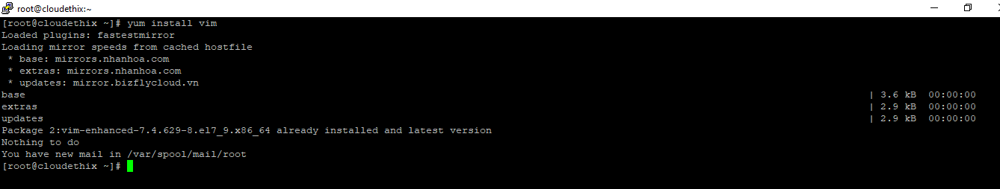 root@cloudethix:~
[root@cloudethix ~]# yum install vim
Loaded plugins: fastestmirror
Loading mirror speeds from cached hostfile
 * base: mirrors.nhanhoa.com
 * extras: mirrors.nhanhoa.com
 * updates: mirror.bizflycloud.vn
base | 3.6 kB 00:00:00
extras | 2.9 kB 00:00:00
updates | 2.9 kB 00:00:00
Package 2:vim-enhanced-7.4.629-8.el7_9.x86_64 already installed and latest version
Nothing to do
You have new mail in /var/spool/mail/root
[root@cloudethix ~]#